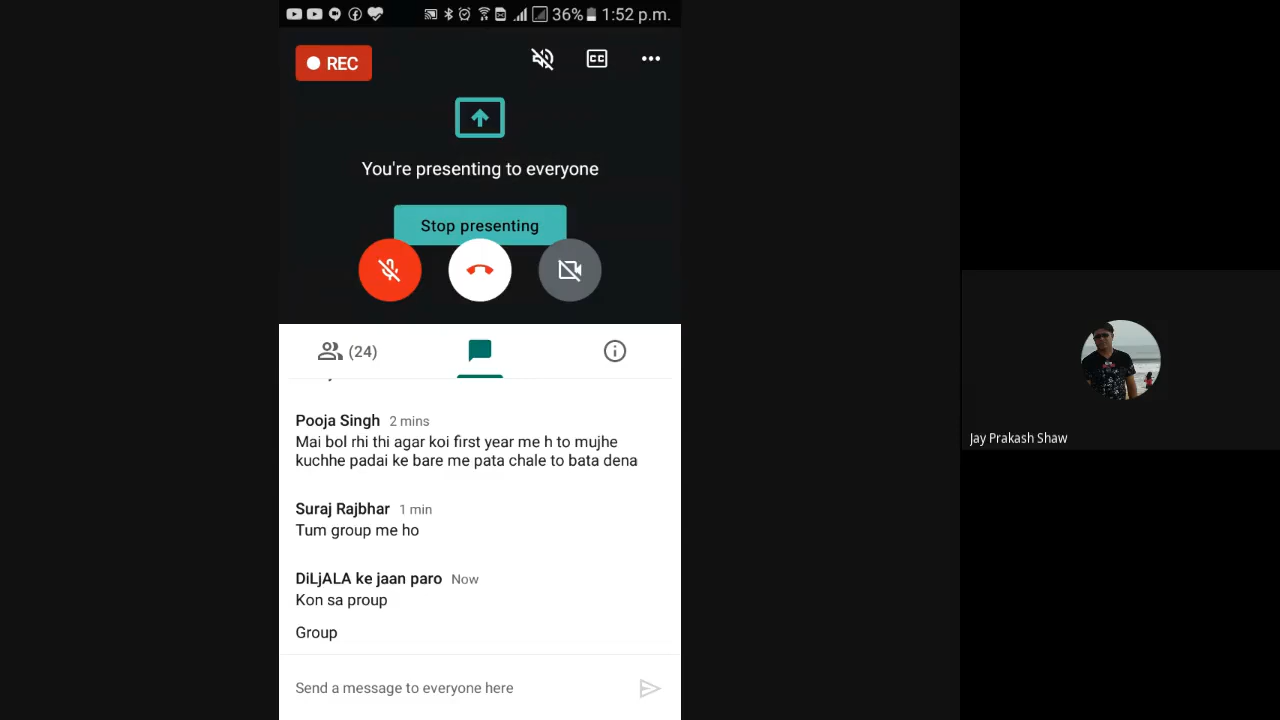 36% 1:52 p.m.
REC
CC
You're presenting to everyone
Stop presenting
(24)
Pooja Singh 2 mins
Mai bol rhi thi agar koi first year me h to mujhe
kuchhe padai ke bare me pata chale to bata dena
Suraj Rajbhar 1 min
Tum group me ho
DiLjALA ke jaan paro Now
Kon sa proup
Group
Send a message to everyone here
Jay Prakash Shaw